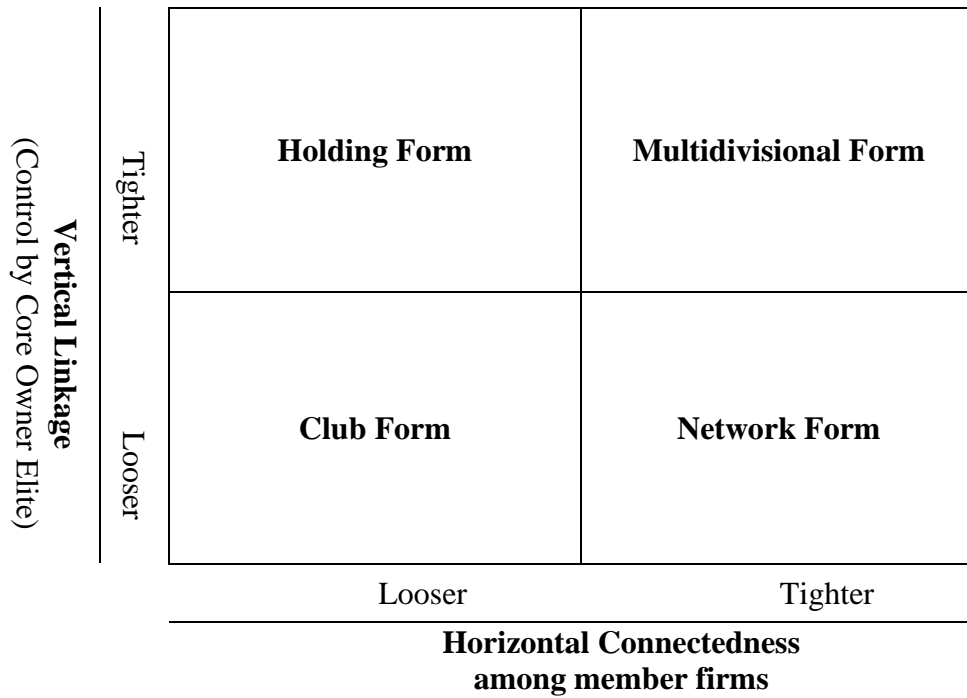 Vertical Linkage
(Control by Core Owner Elite)
Tighter
Looser
Holding Form
Multidivisional Form
Club Form
Network Form
Looser
Tighter
Horizontal Connectedness
among member firms